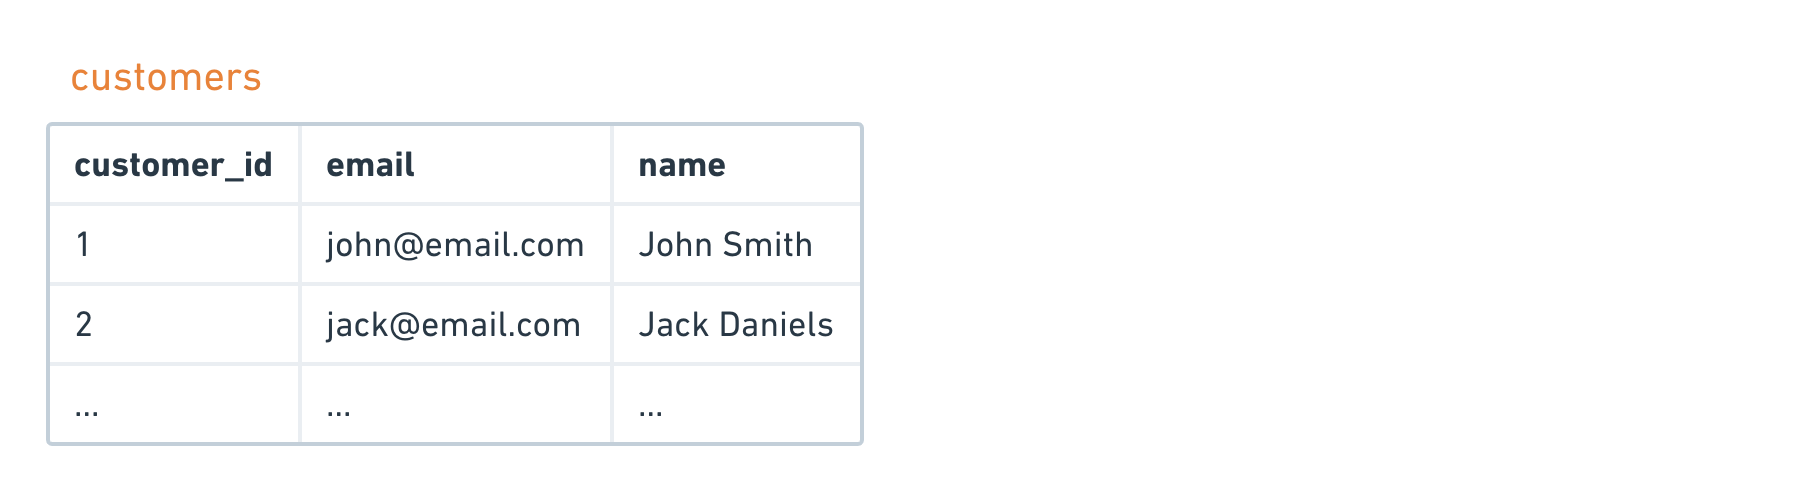 customers
customer_id email name
1 john@email.com John Smith
2 jack@email.com Jack Daniels
... ... ...